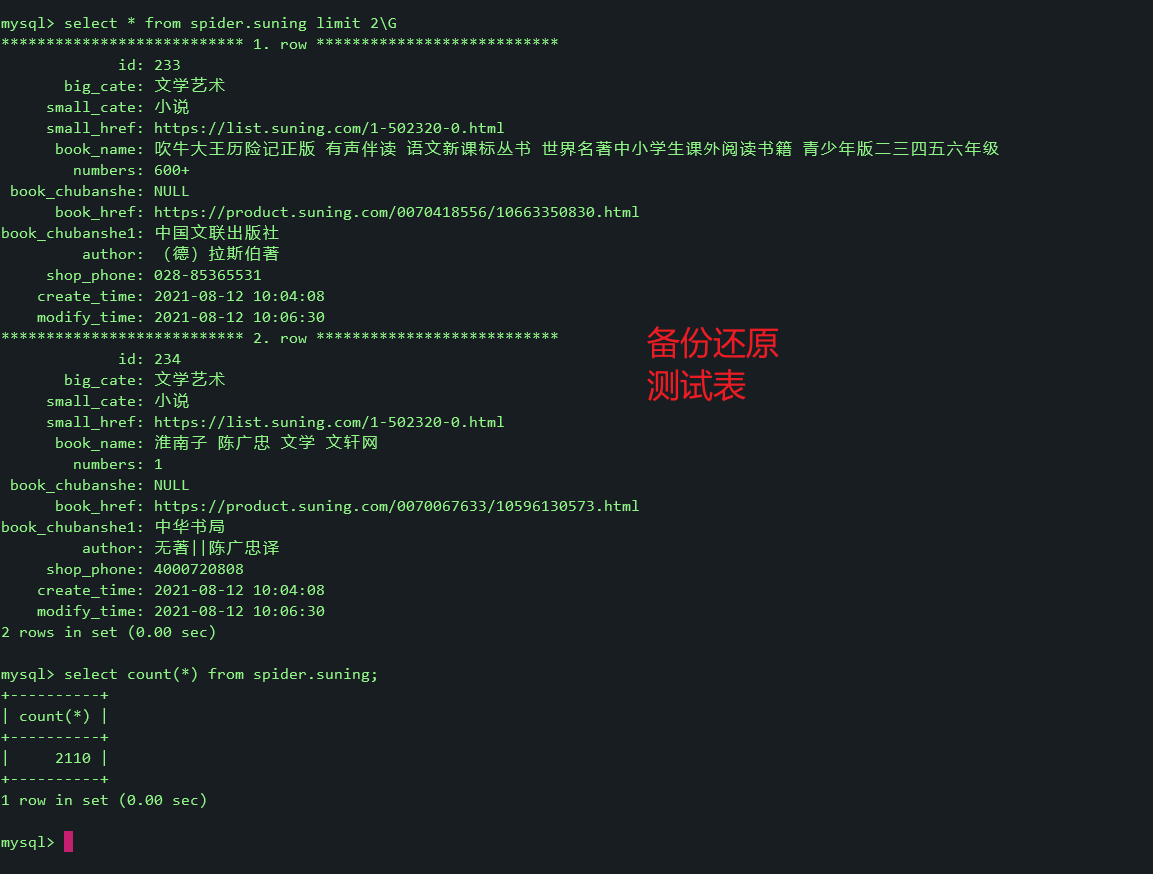 mysql> select * from spider.suning limit 2\G
*************************** 1. row ***************************
id: 233
big_cate: 文学艺术
small_cate: 小说
small_href: https://list.suning.com/1-502320-0.html
book_name: 吹牛大王历险记正版 有声伴读 语文新课标丛书 世界名著中小学生课外阅读书籍 青少年版二三四五六年级
numbers: 600+
book_chubanshe: NULL
book_href: https://product.suning.com/0070418556/10663350830.html
book_chubanshe1: 中国文联出版社
author: （德）拉斯伯著
shop_phone: 028-85365531
create_time: 2021-08-12 10:04:08
modify_time: 2021-08-12 10:06:30
*************************** 2. row ***************************
备份还原
id: 234
big_cate: 文学艺术
测试表
small_cate: 小说
small_href: https://list.suning.com/1-502320-0.html
book_name: 淮南子 陈广忠 文学 文轩网
numbers: 1
book_chubanshe: NULL
book_href: https://product.suning.com/0070067633/10596130573.html
book_chubanshe1: 中华书局
author: 无著||陈广忠译
shop_phone: 4000720808
create_time: 2021-08-12 10:04:08
modify_time: 2021-08-12 10:06:30
2 rows in set (0.00 sec)
mysql> select count(*) from spider.suning;
+----------+
| count(*) |
+----------+
|     2110 |
+----------+
1 row in set (0.00 sec)
mysql>